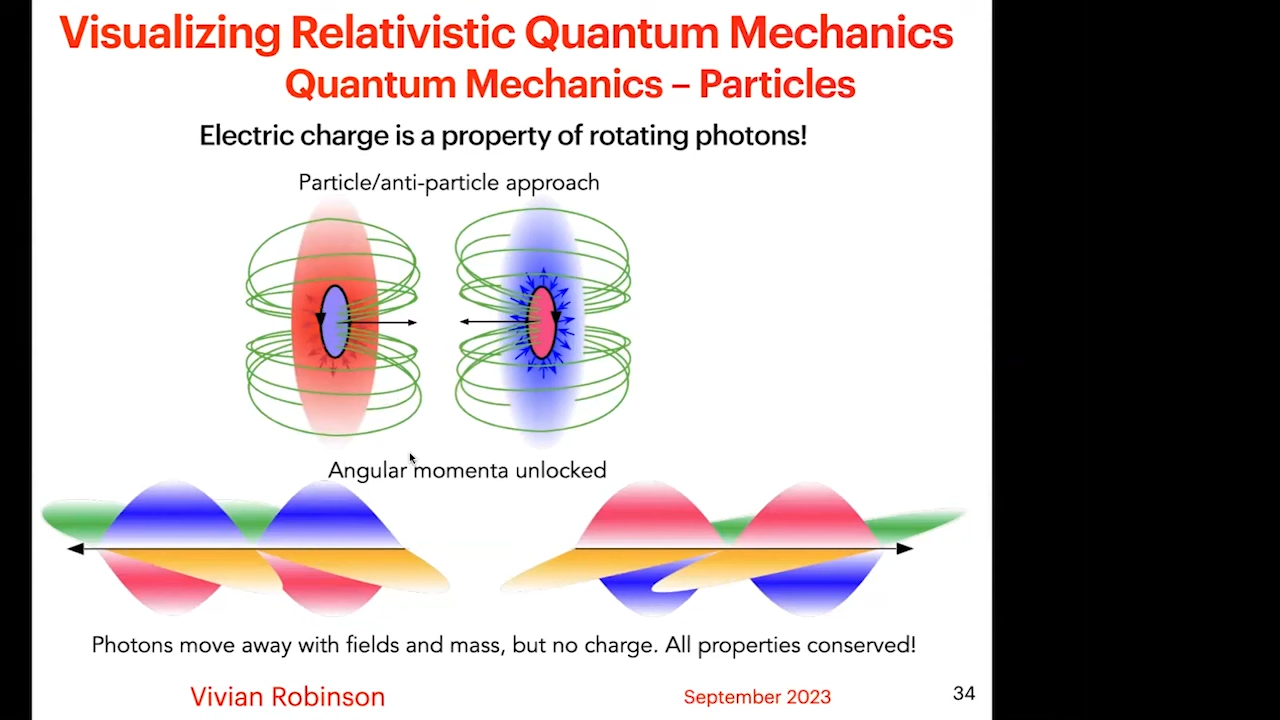 Visualizing Relativistic Quantum Mechanics
Quantum Mechanics – Particles
Electric charge is a property of rotating photons!
Particle/anti-particle approach
Angular momenta unlocked
Photons move away with fields and mass, but no charge. All properties conserved!
Vivian Robinson
September 2023
34